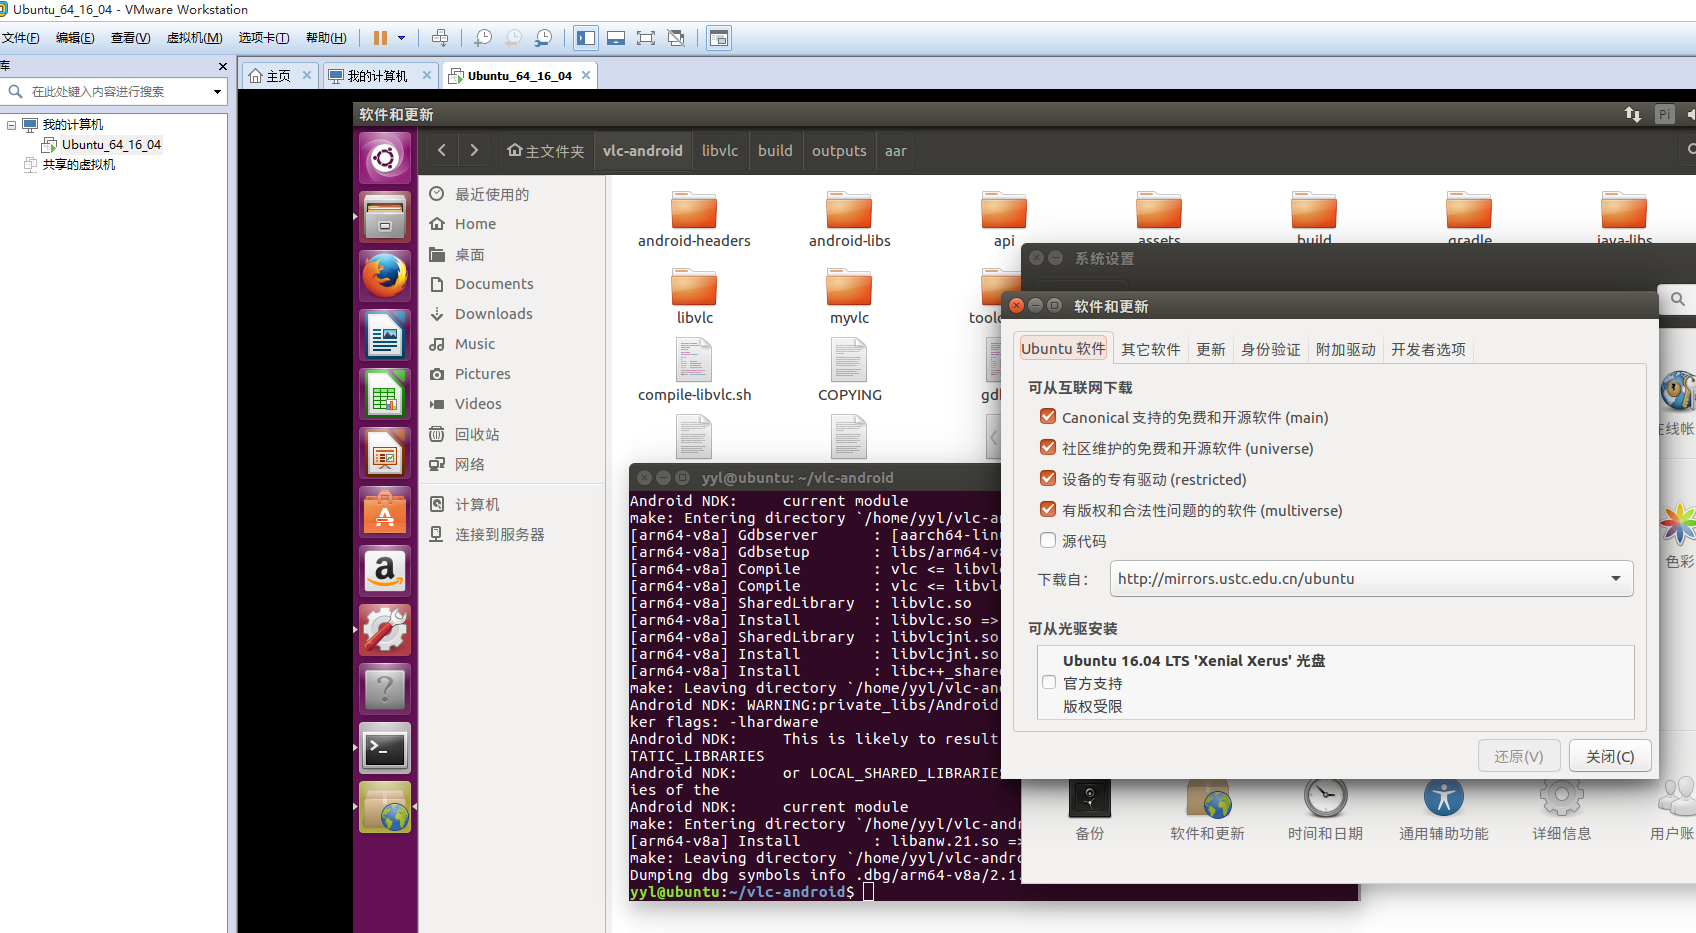 Ubuntu_64_16_04 - VMware Workstation
文件(F) 编辑(E) 查看(V) 虚拟机(M) 选项卡(T) 帮助(H)
库
在此处键入内容进行搜索
我的计算机
Ubuntu_64_16_04
共享的虚拟机
主页 我的计算机 Ubuntu_64_16_04
软件和更新
Pi
主文件夹 vlc-android libvlc build outputs aar
最近使用的
Home
桌面
Documents
Downloads
Music
Pictures
Videos
回收站
网络
计算机
连接到服务器
android-headers android-libs api assets build gradle java-libs
libvlc myvlc toolc
compile-libvlc.sh COPYING gdb
yyl@ubuntu: ~/vlc-android
Android NDK:     current module
make: Entering directory `/home/yyl/vlc-an
[arm64-v8a] Gdbserver      : [aarch64-linu
[arm64-v8a] Gdbsetup       : libs/arm64-v8
[arm64-v8a] Compile        : vlc <= libvlc
[arm64-v8a] Compile        : vlc <= libvlc
[arm64-v8a] SharedLibrary  : libvlc.so
[arm64-v8a] Install        : libvlc.so =>
[arm64-v8a] SharedLibrary  : libvlcjni.so
[arm64-v8a] Install        : libvlcjni.so
[arm64-v8a] Install        : libc++_shared
make: Leaving directory `/home/yyl/vlc-and
Android NDK: WARNING:private_libs/Android
ker flags: -lhardware
Android NDK:     This is likely to result
TATIC_LIBRARIES
Android NDK:     or LOCAL_SHARED_LIBRARIES
ies of the
Android NDK:     current module
make: Entering directory `/home/yyl/vlc-andr
[arm64-v8a] Install        : libanw.21.so =>
make: Leaving directory `/home/yyl/vlc-andro
Dumping dbg symbols info .dbg/arm64-v8a/2.1.
yyl@ubuntu:~/vlc-android$
系统设置
软件和更新
Ubuntu 软件 其它软件 更新 身份验证 附加驱动 开发者选项
可从互联网下载
Canonical 支持的免费和开源软件 (main)
社区维护的免费和开源软件 (universe)
设备的专有驱动 (restricted)
有版权和合法性问题的的软件 (multiverse)
源代码
下载自： http://mirrors.ustc.edu.cn/ubuntu
可从光驱安装
Ubuntu 16.04 LTS 'Xenial Xerus' 光盘
官方支持
版权受限
还原(V) 关闭(C)
在线帐
色彩
备份 软件和更新 时间和日期 通用辅助功能 详细信息 用户账